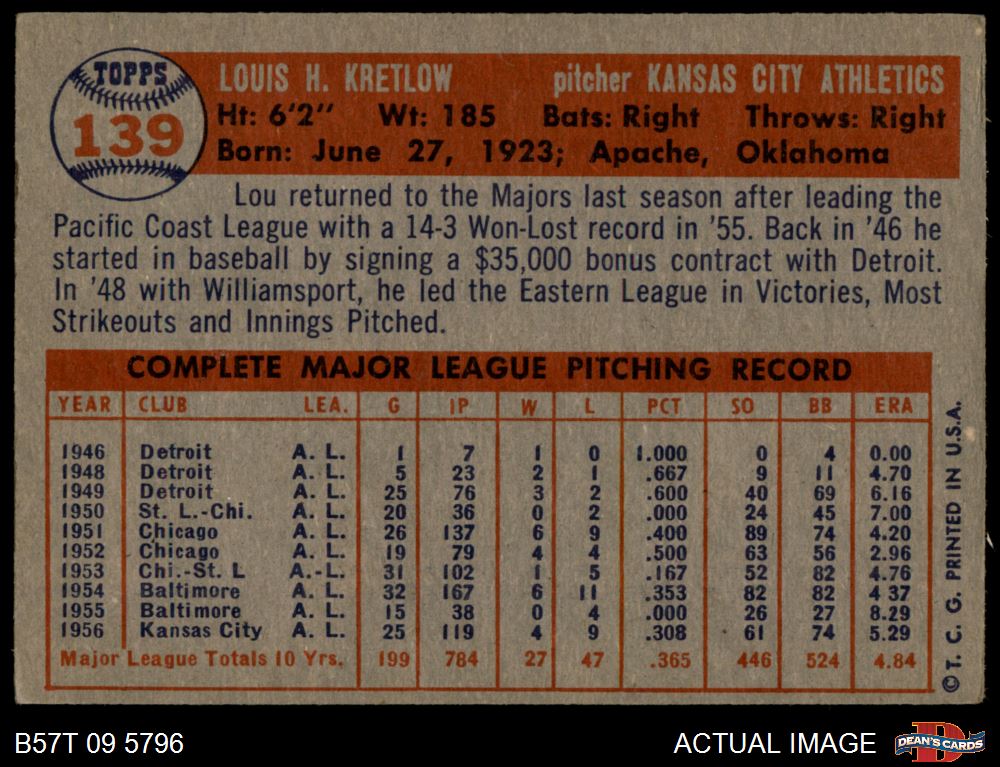 TOPPS
139
LOUIS H. KRETLOW pitcher KANSAS CITY ATHLETICS
Ht: 6'2" Wt: 185 Bats: Right Throws: Right
Born: June 27, 1923; Apache, Oklahoma
Lou returned to the Majors last season after leading the
Pacific Coast League with a 14-3 Won-Lost record in '55. Back in '46 he
started in baseball by signing a $35,000 bonus contract with Detroit.
In '48 with Williamsport, he led the Eastern League in Victories, Most
Strikeouts and Innings Pitched.
COMPLETE MAJOR LEAGUE PITCHING RECORD
YEAR CLUB LEA. G IP W L PCT SO BB ERA
1946 Detroit A. L. 1 7 1 0 1.000 0 4 0.00
1948 Detroit A. L. 5 23 2 1 .667 9 11 4.70
1949 Detroit A. L. 25 76 3 2 .600 40 69 6.16
1950 St. L.-Chi. A. L. 20 36 0 2 .000 24 45 7.00
1951 Chicago A. L. 26 137 6 9 .400 89 74 4.20
1952 Chicago A. L. 19 79 4 4 .500 63 56 2.96
1953 Chi.-St. L A.-L. 31 102 1 5 .167 52 82 4.76
1954 Baltimore A. L. 32 167 6 11 .353 82 82 4 37
1955 Baltimore A. L. 15 38 0 4 .000 26 27 8.29
1956 Kansas City A. L. 25 119 4 9 .308 61 74 5.29
Major League Totals 10 Yrs. 199 784 27 47 .365 446 524 4.84
©T. C. G. PRINTED IN U.S.A.
B57T 09 5796 ACTUAL IMAGE
D
DEAN'S CARDS